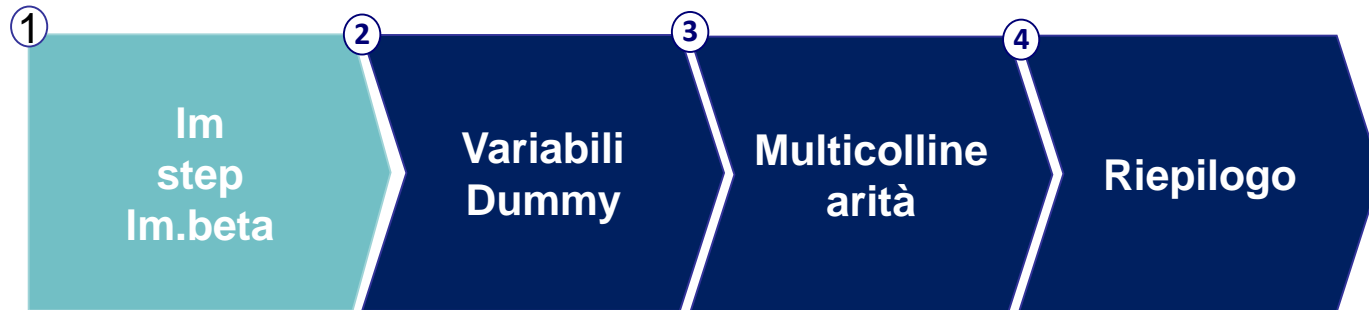 1
lm
step
lm.beta
2
Variabili
Dummy
3
Multicolline
arità
4
Riepilogo